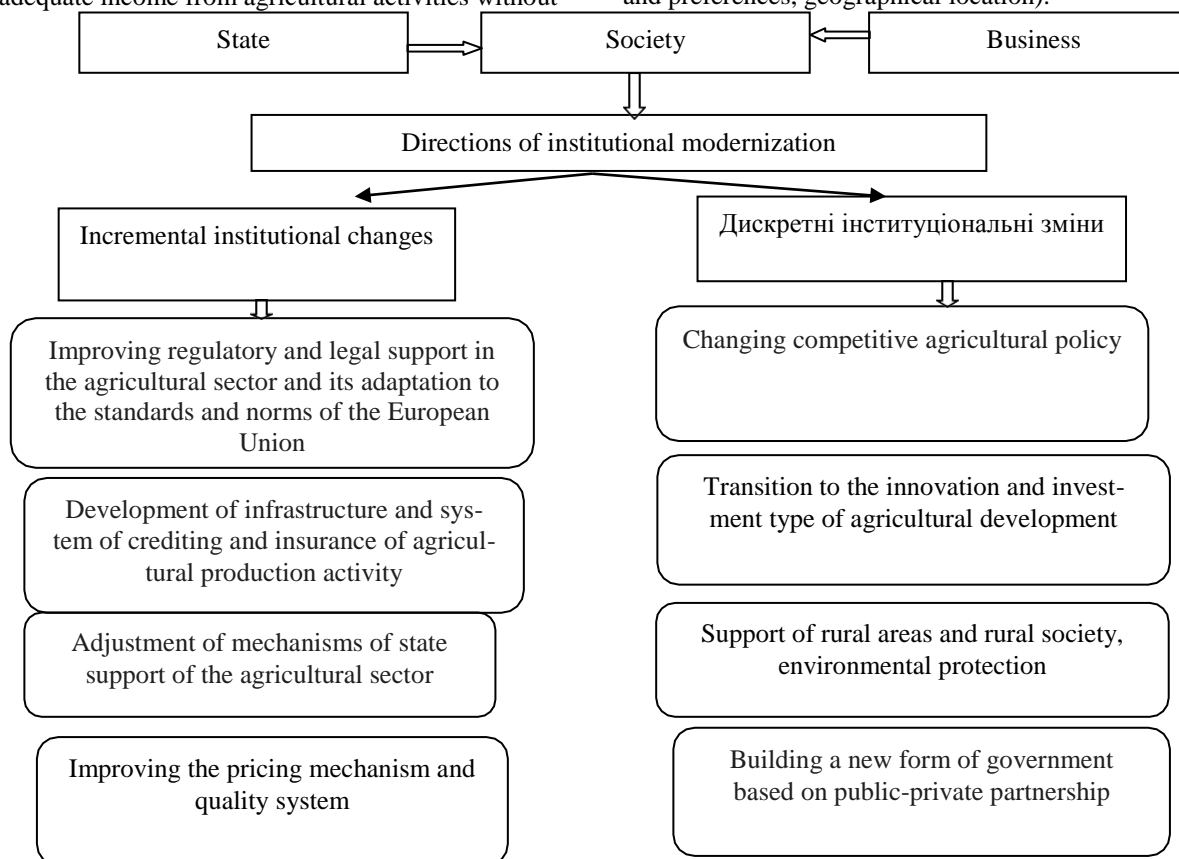 adequate income from agricultural activities without
and preferences, geographical location).
State
Society
Business
Directions of institutional modernization
Incremental institutional changes
Дискретні інституціональні зміни
Improving regulatory and legal support in
the agricultural sector and its adaptation to
the standards and norms of the European
Union
Changing competitive agricultural policy
Development of infrastructure and sys-
tem of crediting and insurance of agricul-
tural production activity
Transition to the innovation and invest-
ment type of agricultural development
Adjustment of mechanisms of state
support of the agricultural sector
Support of rural areas and rural society,
environmental protection
Improving the pricing mechanism and
quality system
Building a new form of government
based on public-private partnership